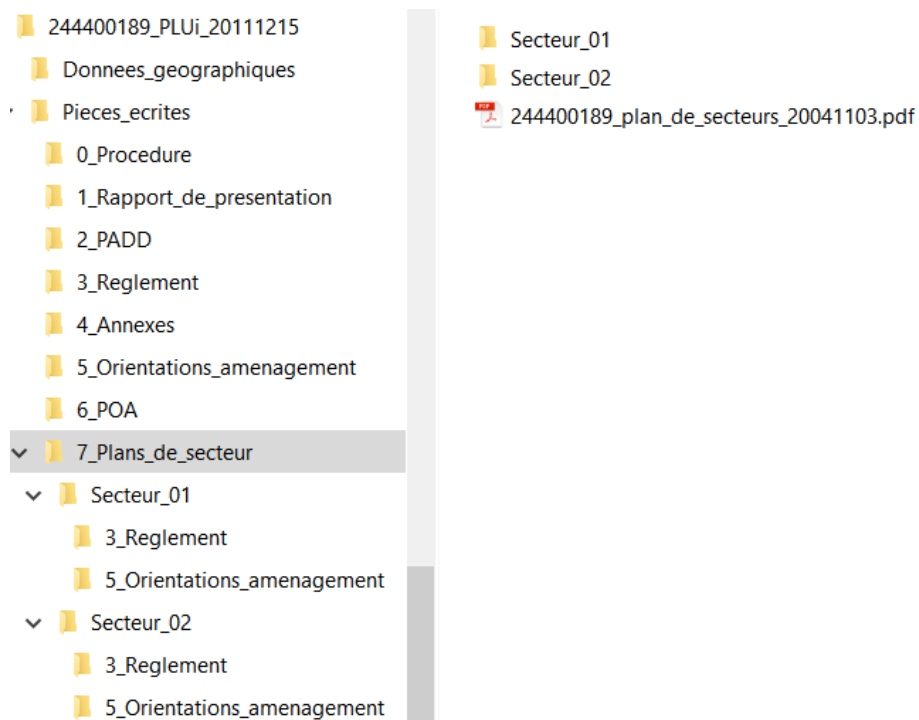 244400189_PLUi_20111215
Donnees_geographiques
Pieces_ecrites
0_Procedure
1_Rapport_de_presentation
2_PADD
3_Reglement
4_Annexes
5_Orientations_amenagement
6_POA
7_Plans_de_secteur
Secteur_01
3_Reglement
5_Orientations_amenagement
Secteur_02
3_Reglement
5_Orientations_amenagement
Secteur_01
Secteur_02
PDF
244400189_plan_de_secteurs_20041103.pdf